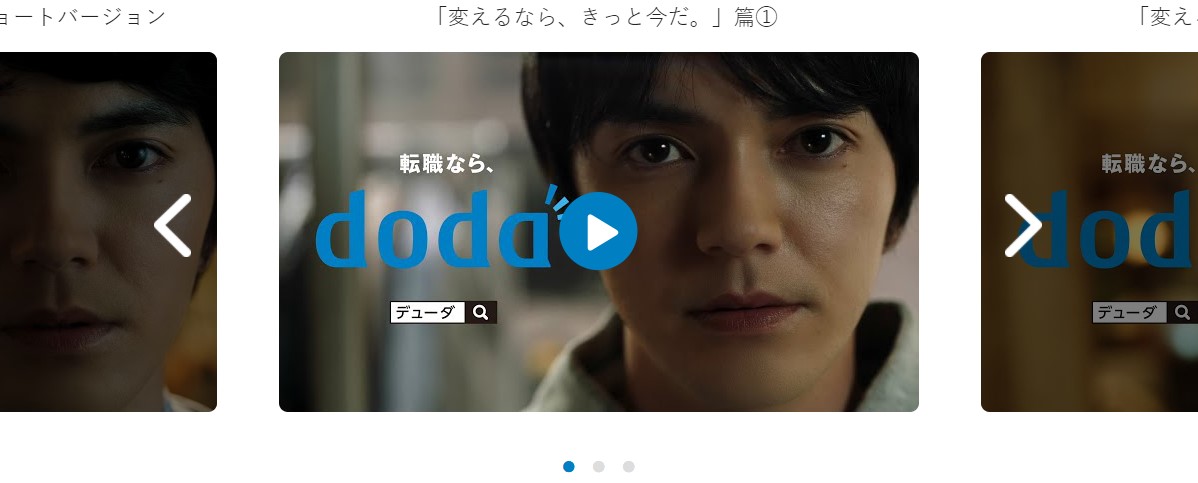 ョートバージョン
「変えるなら、きっと今だ。」篇①
「変え
転職なら、
doda
デューダ
転職なら、
dod
デューダ